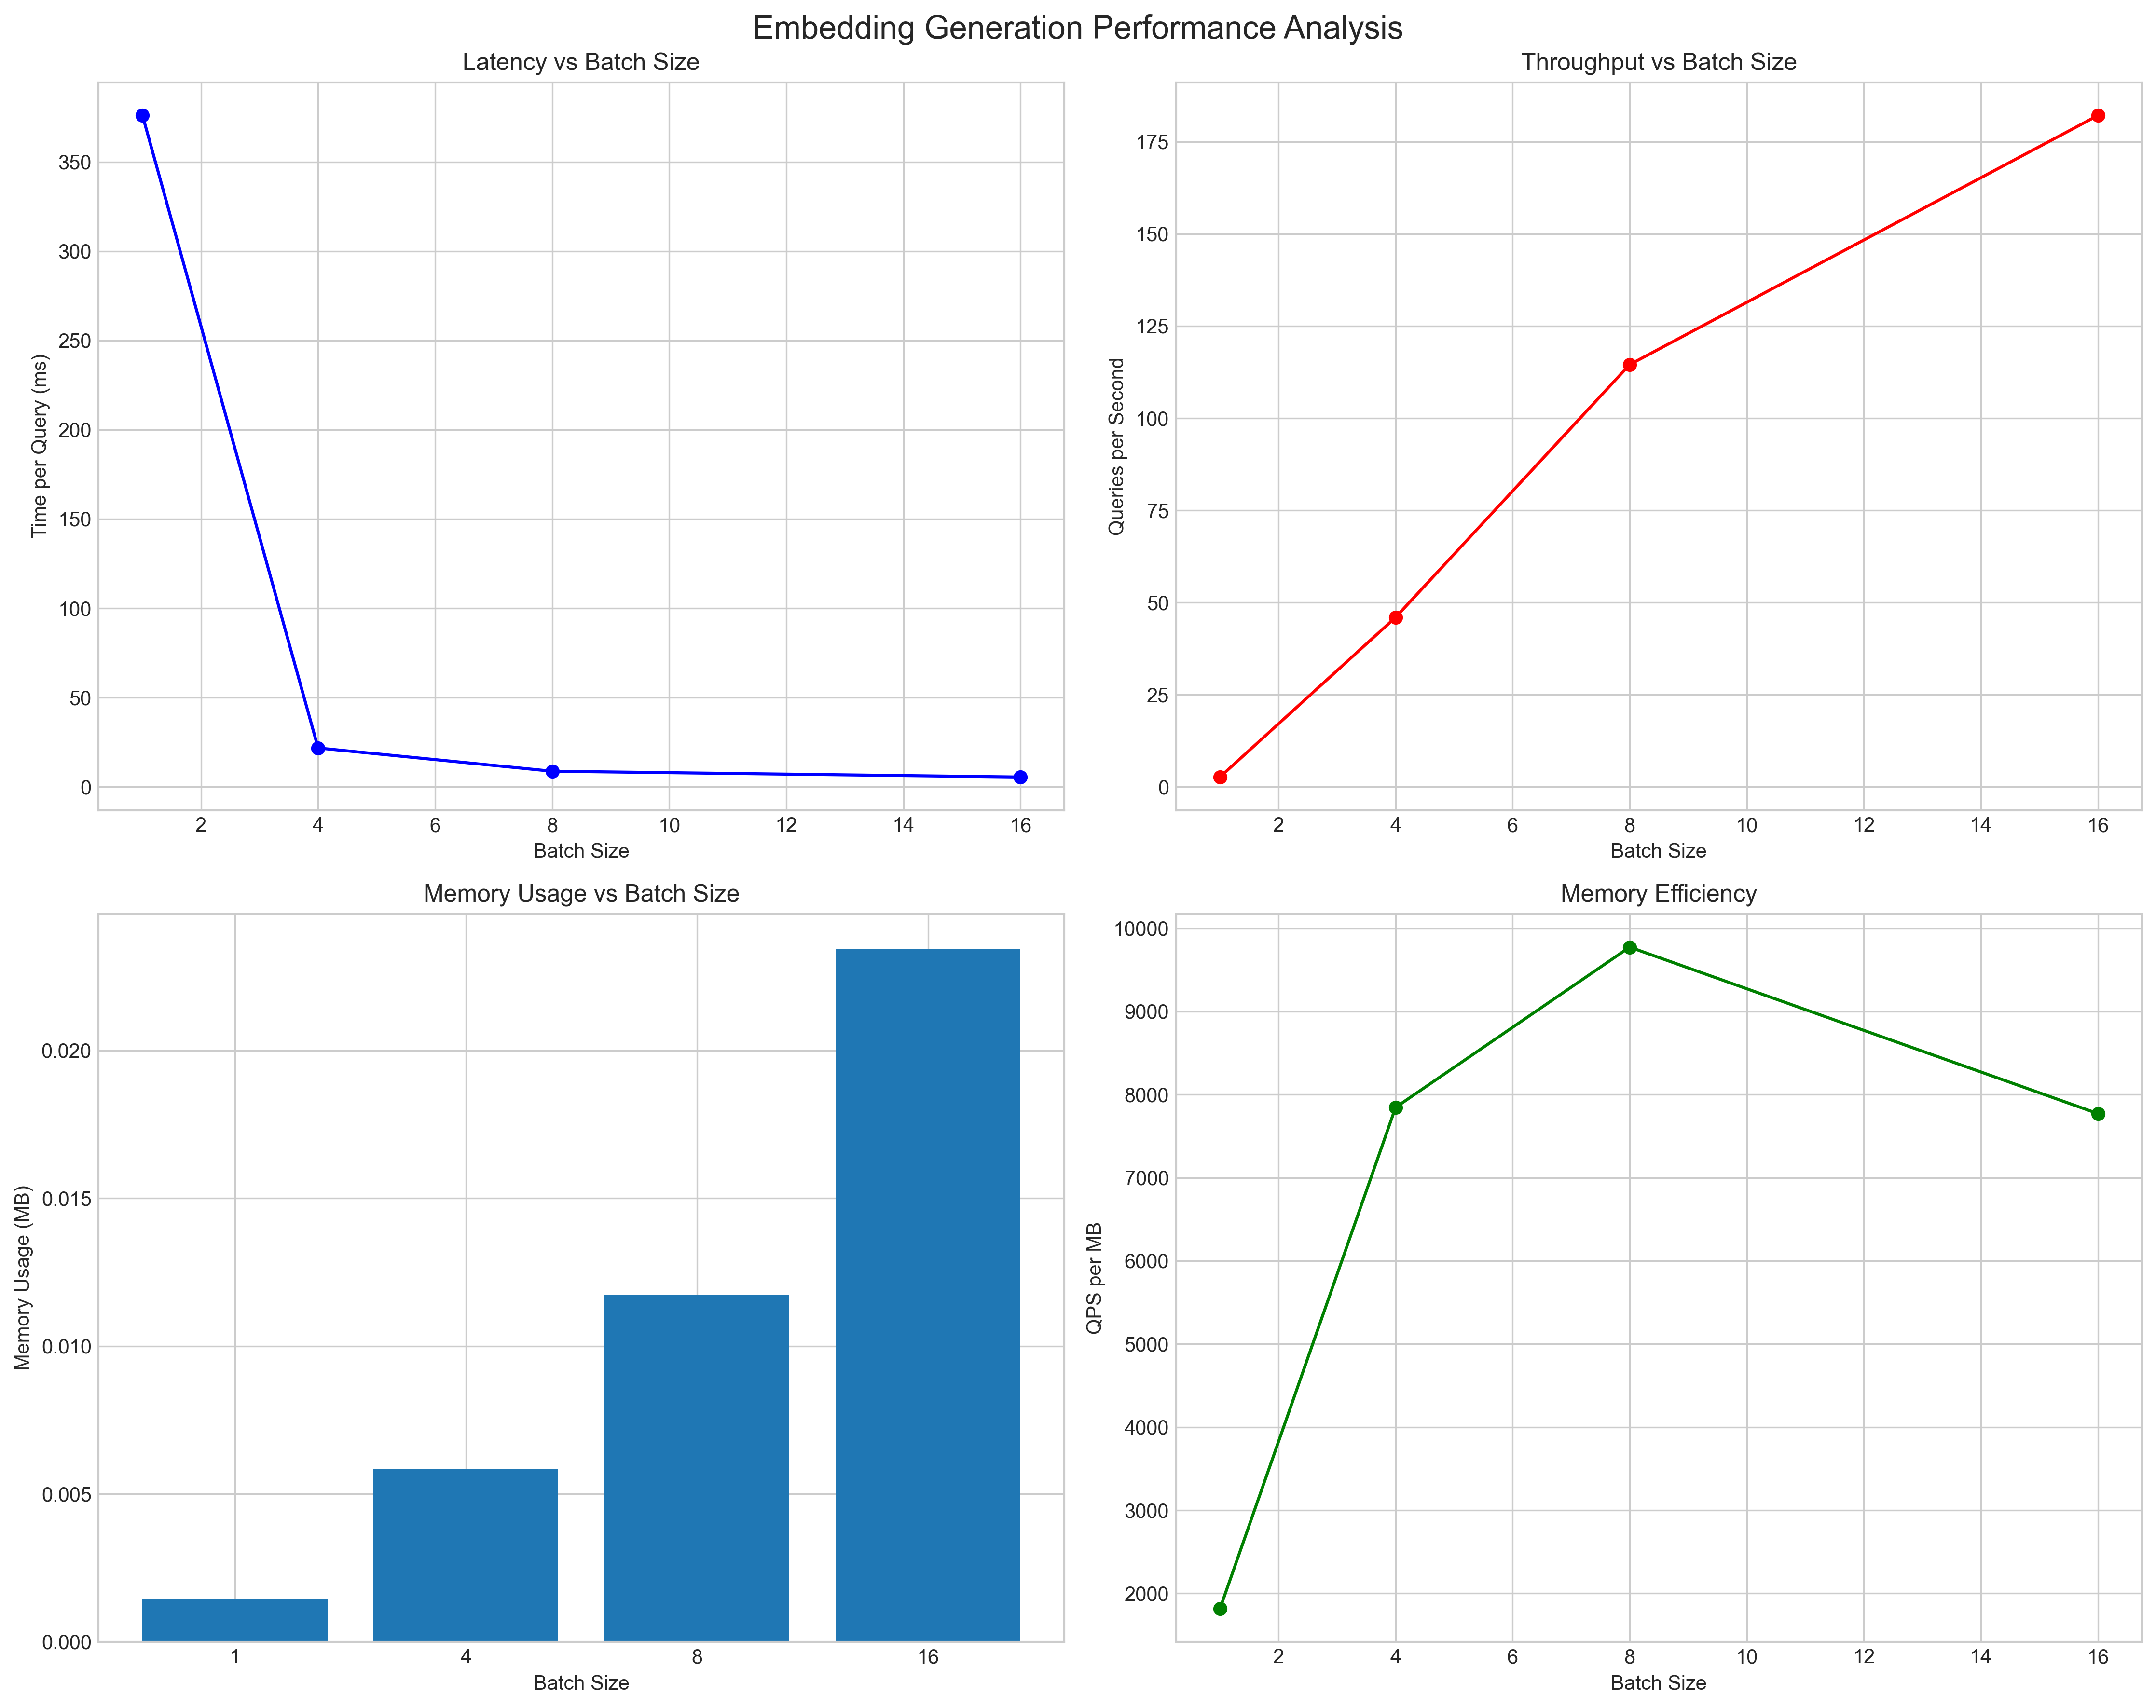 Embedding Generation Performance Analysis
Latency vs Batch Size
350
300
250
200
150
100
50
0
Time per Query (ms)
2 4 6 8 10 12 14 16
Batch Size
Throughput vs Batch Size
175
150
125
100
75
50
25
0
Queries per Second
2 4 6 8 10 12 14 16
Batch Size
Memory Usage vs Batch Size
0.020
0.015
0.010
0.005
0.000
Memory Usage (MB)
1 4 8 16
Batch Size
Memory Efficiency
10000
9000
8000
7000
6000
5000
4000
3000
2000
QPS per MB
2 4 6 8 10 12 14 16
Batch Size